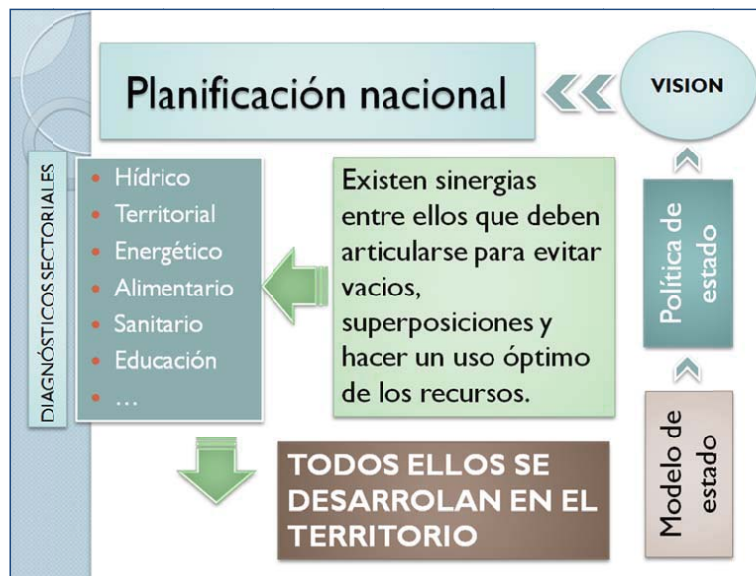 Planificación nacional
VISION
DIAGNÓSTICOS SECTORIALES
• Hídrico
• Territorial
• Energético
• Alimentario
• Sanitario
• Educación
• ...
Existen sinergias
entre ellos que deben
articularse para evitar
vacios,
superposiciones y
hacer un uso óptimo
de los recursos.
Política de
estado
Modelo de
estado
TODOS ELLOS SE
DESARROLAN EN EL
TERRITORIO